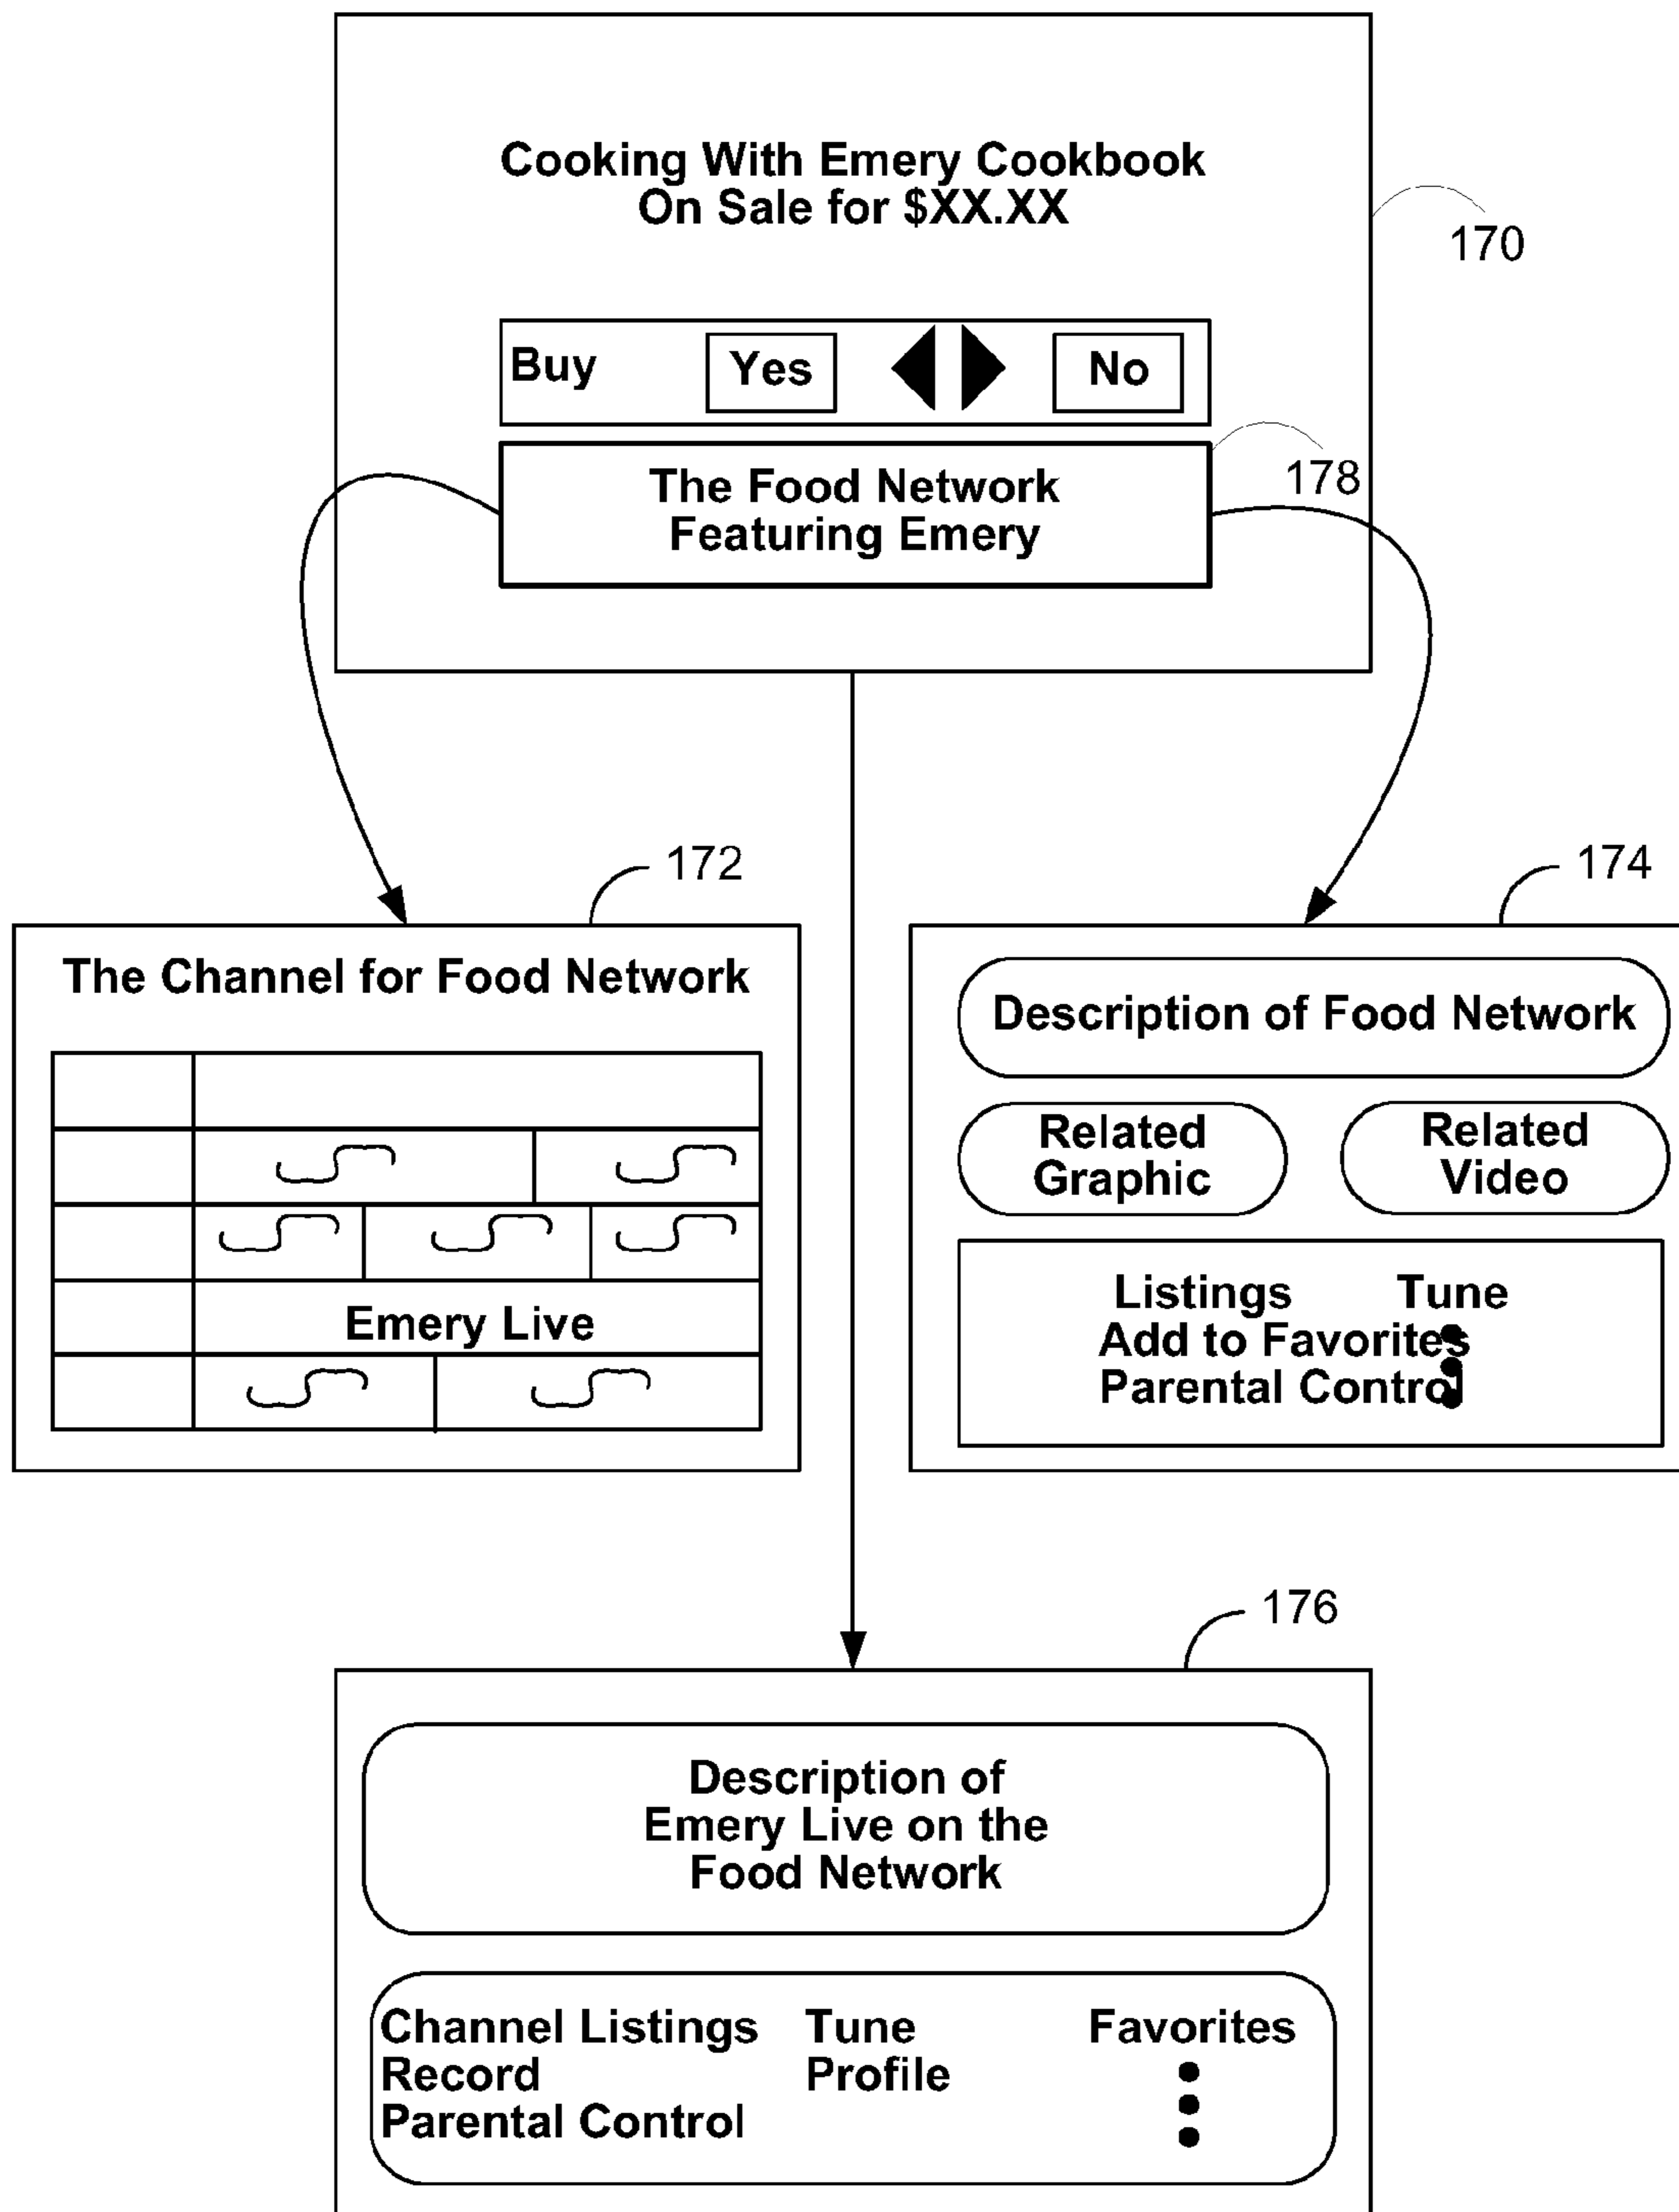 Cooking With Emery Cookbook
On Sale for $XX.XX
170
Buy Yes No
178
The Food Network
Featuring Emery
172
174
The Channel for Food Network
Emery Live
Description of Food Network
Related
Graphic
Related
Video
Listings Tune
Add to Favorites
Parental Control
176
Description of
Emery Live on the
Food Network
Channel Listings Tune Favorites
Record Profile
Parental Control